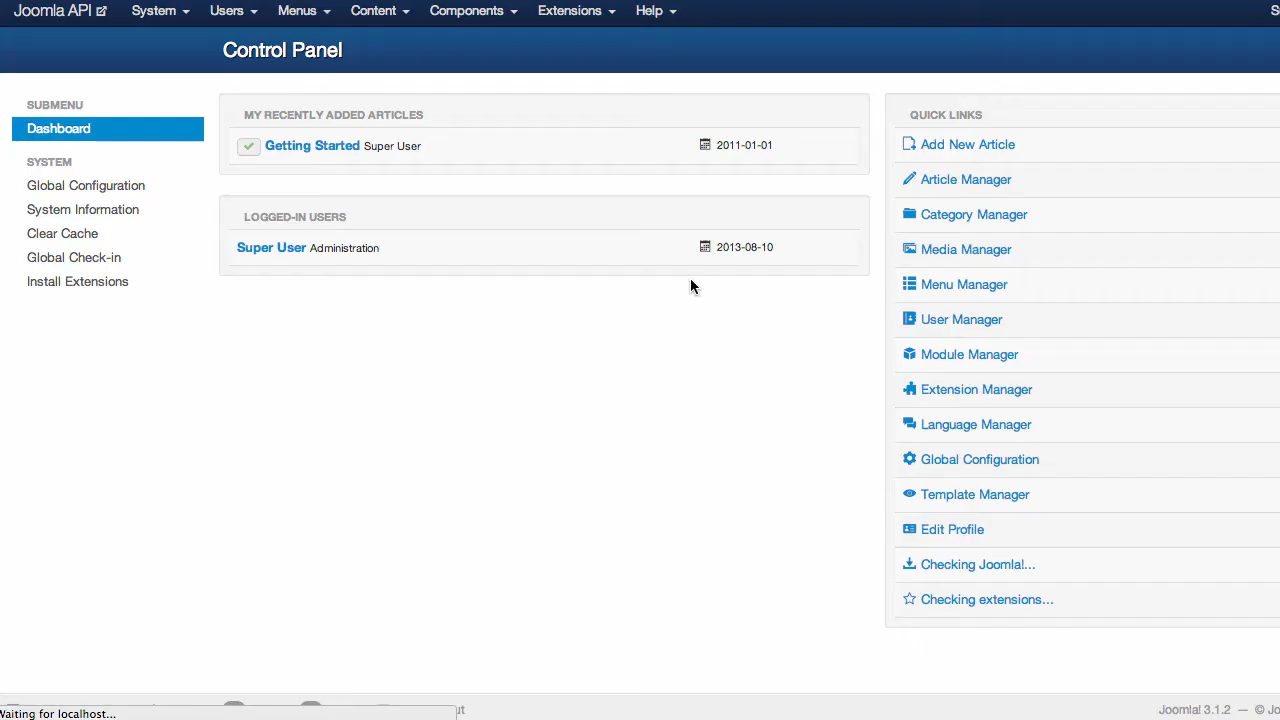 Joomla API System Users Menus Content Components Extensions Help S
Control Panel
SUBMENU
Dashboard
SYSTEM
Global Configuration
System Information
Clear Cache
Global Check-in
Install Extensions
MY RECENTLY ADDED ARTICLES
Getting Started Super User 2011-01-01
LOGGED-IN USERS
Super User Administration 2013-08-10
QUICK LINKS
Add New Article
Article Manager
Category Manager
Media Manager
Menu Manager
User Manager
Module Manager
Extension Manager
Language Manager
Global Configuration
Template Manager
Edit Profile
Checking Joomla!...
Checking extensions...
Waiting for localhost... ut Joomla! 3.1.2 — © Jo